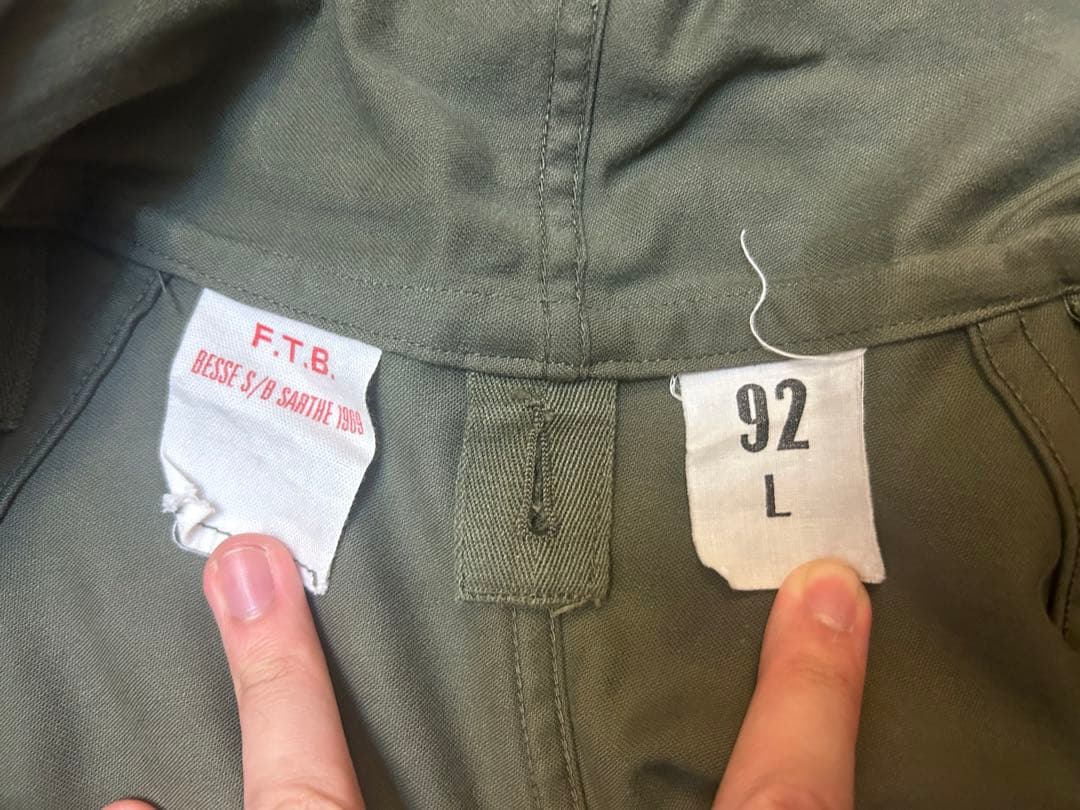 F.T.B.
BESSE S/B SARTHE 1969
92
L